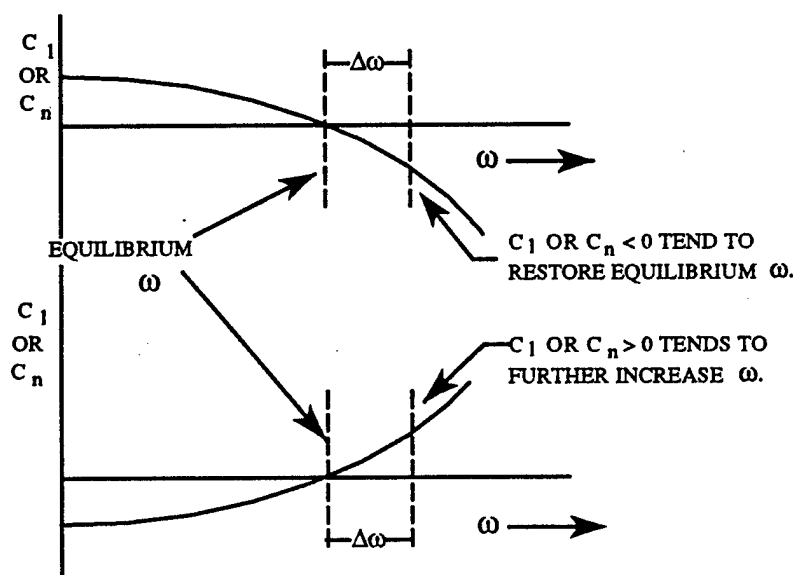 C l
OR
C n
Δω
ω
EQUILIBRIUM
ω
C l OR C n < 0 TEND TO
RESTORE EQUILIBRIUM ω.
C l
OR
C n
C l OR C n > 0 TENDS TO
FURTHER INCREASE ω.
Δω
ω